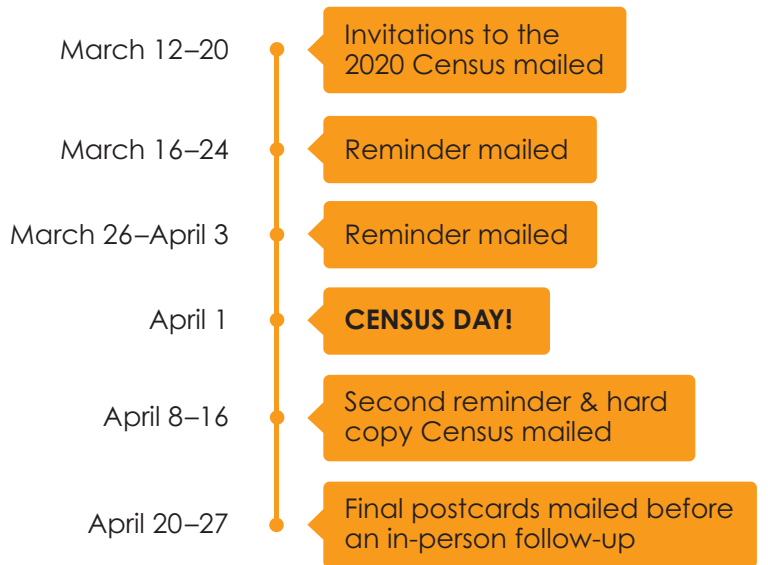 March 12–20
Invitations to the
2020 Census mailed
March 16–24
Reminder mailed
March 26–April 3
Reminder mailed
April 1
CENSUS DAY!
April 8–16
Second reminder & hard
copy Census mailed
April 20–27
Final postcards mailed before
an in-person follow-up